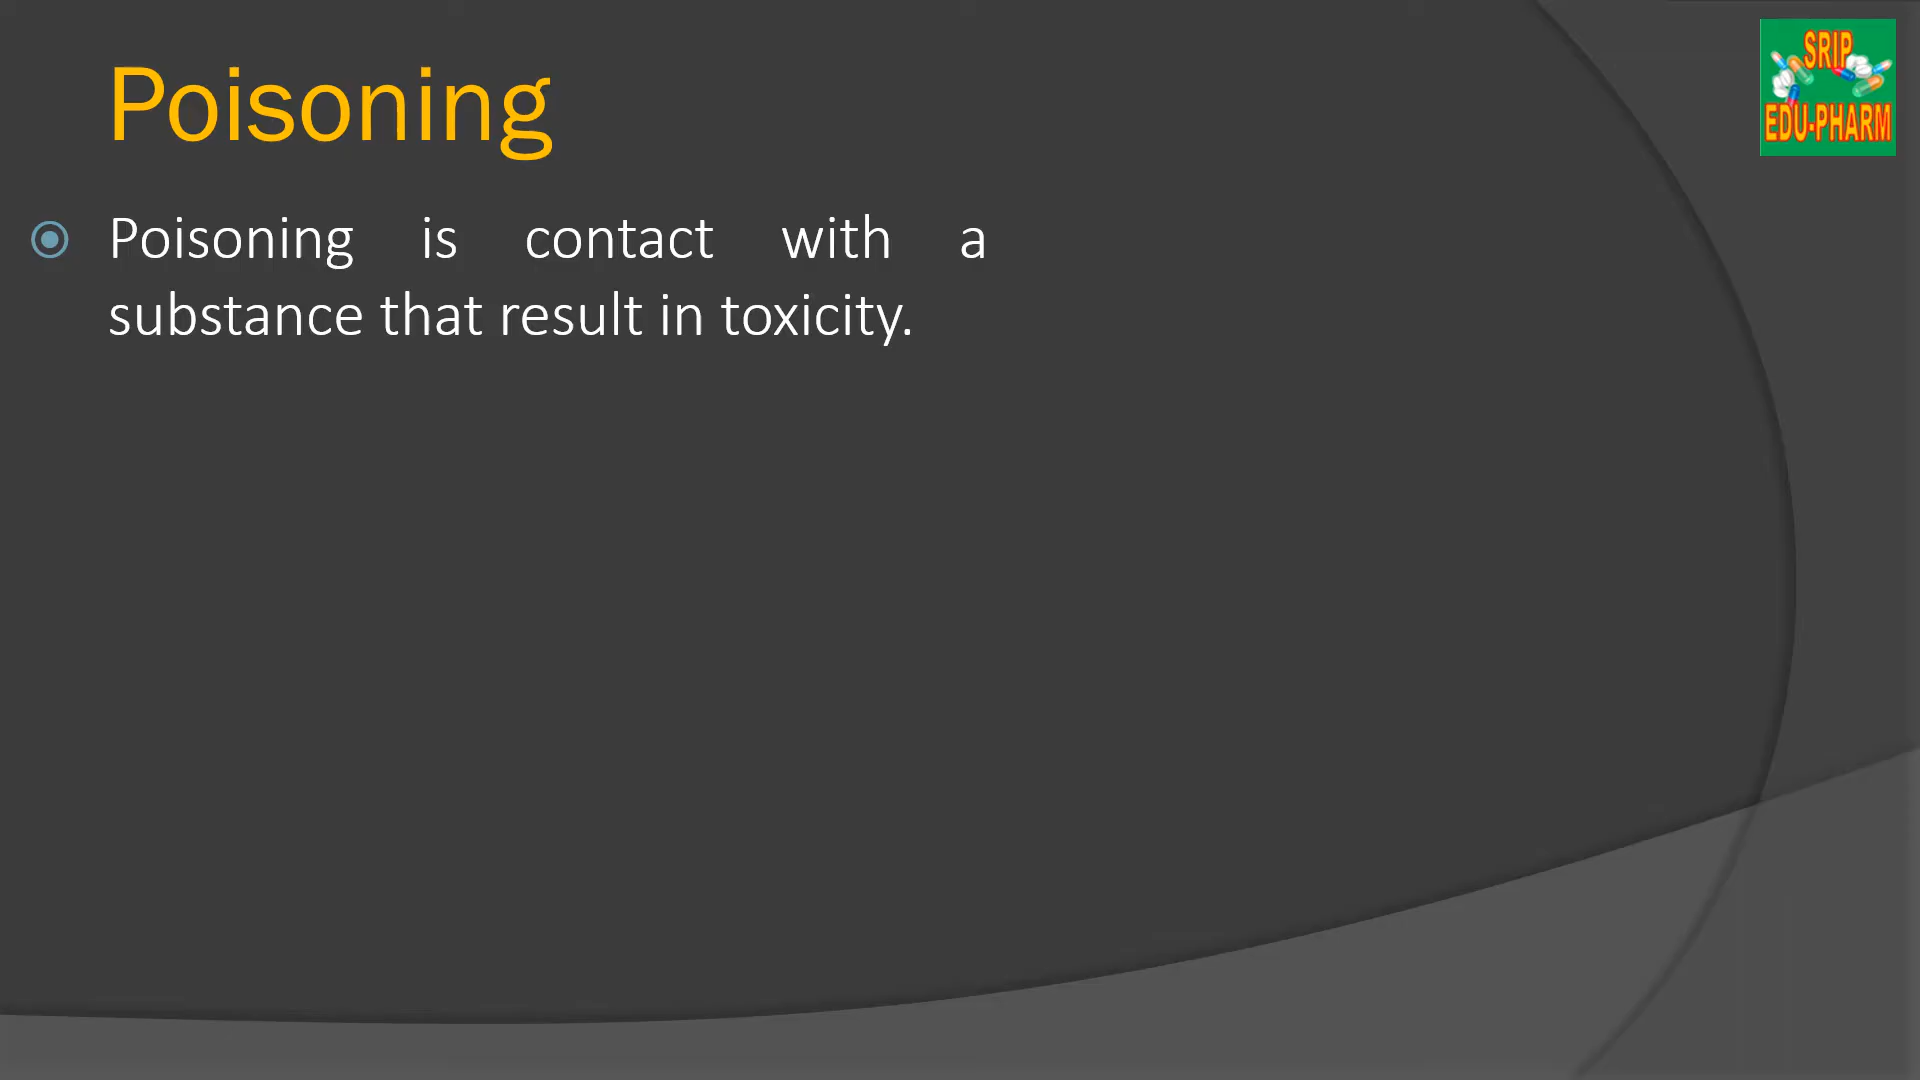 Poisoning
SRIP
EDU-PHARM
Poisoning is contact with a
substance that result in toxicity.